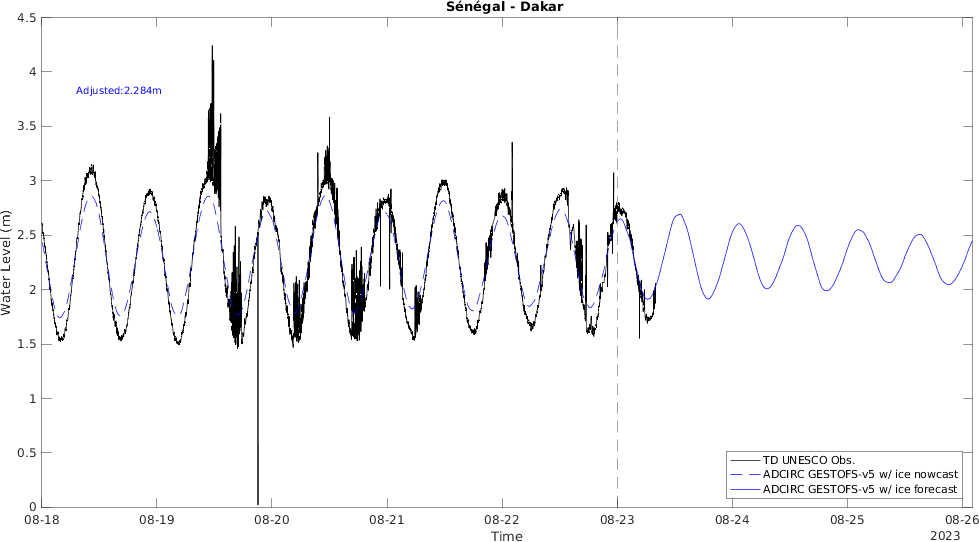 Sénégal - Dakar
4.5
4
3.5
3
2.5
2
1.5
1
0.5
0
Water Level (m)
Adjusted:2.284m
TD UNESCO Obs.
ADCIRC GESTOFS-v5 w/ ice nowcast
ADCIRC GESTOFS-v5 w/ ice forecast
08-18 08-19 08-20 08-21 08-22 08-23 08-24 08-25 08-26
Time
2023